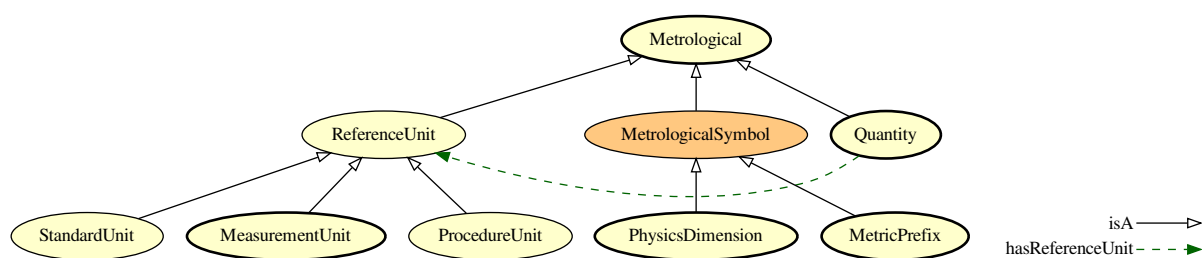 Metrological
ReferenceUnit
MetrologicalSymbol
Quantity
StandardUnit
MeasurementUnit
ProcedureUnit
PhysicsDimension
MetricPrefix
isA
hasReferenceUnit